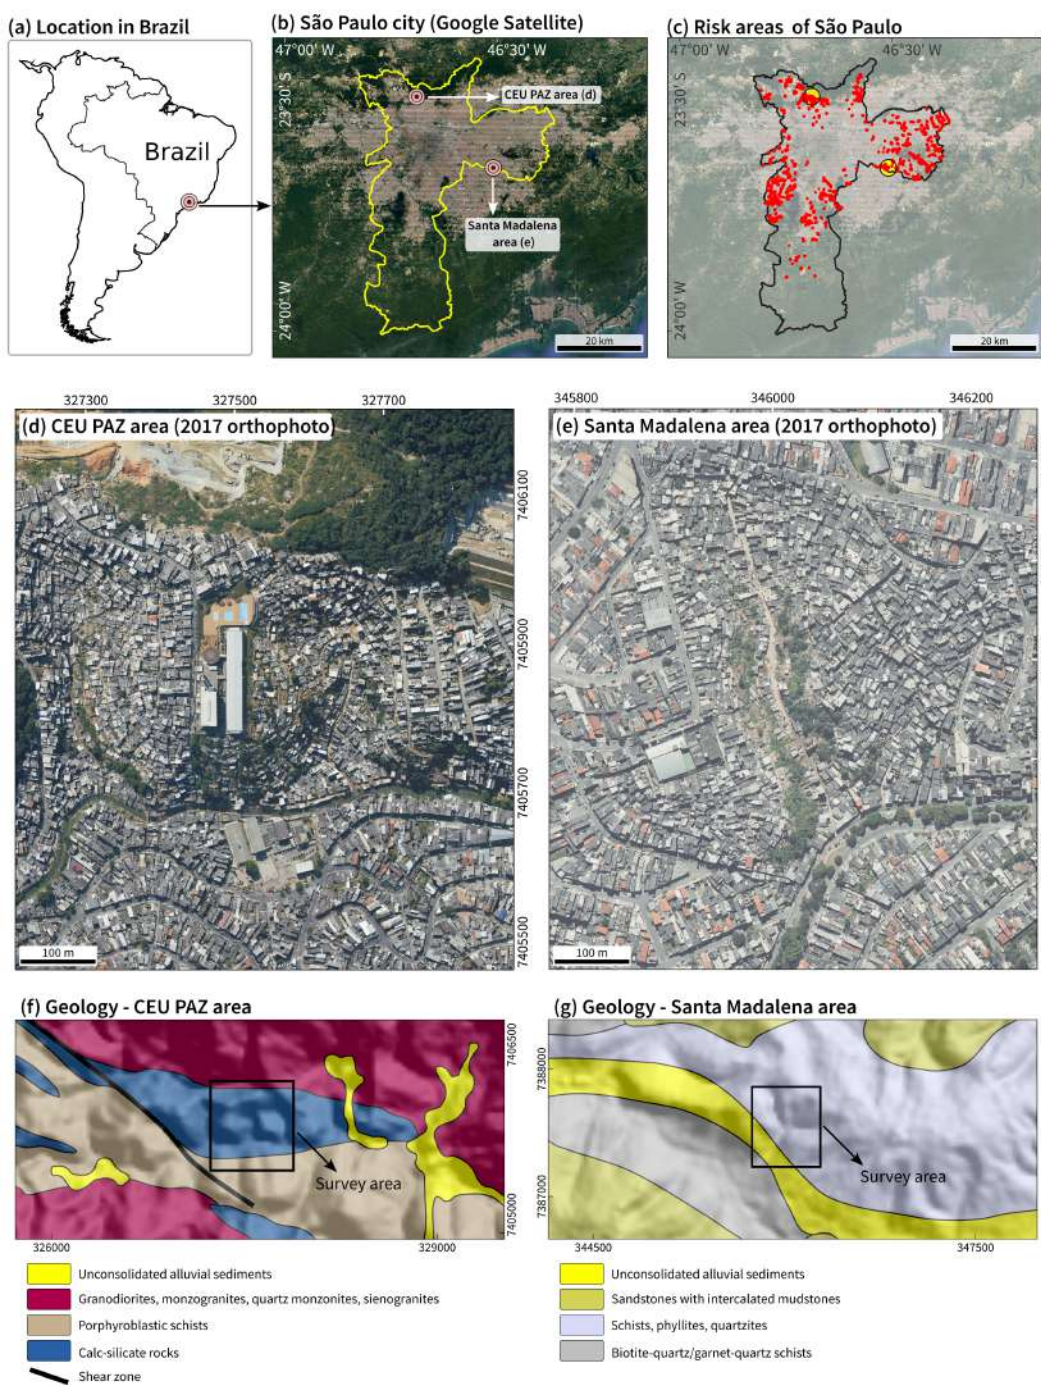 (a) Location in Brazil
Brazil
(b) São Paulo city (Google Satellite)
47°00' W
46°30' W
23°30' S
24°00' W
CEU PAZ area (d)
Santa Madalena
area (e)
20 km
(c) Risk areas of São Paulo
47°00' W
46°30' W
23°30' S
24°00' W
20 km
327300
327500
327700
(d) CEU PAZ area (2017 orthophoto)
7406100
7405900
7405700
7405500
100 m
345800
346000
346200
(e) Santa Madalena area (2017 orthophoto)
100 m
(f) Geology - CEU PAZ area
7406500
7405000
Survey area
326000
329000
Unconsolidated alluvial sediments
Granodiorites, monzogranites, quartz monzonites, sienogranites
Porphyroblastic schists
Calc-silicate rocks
Shear zone
(g) Geology - Santa Madalena area
7388000
7387000
Survey area
344500
347500
Unconsolidated alluvial sediments
Sandstones with intercalated mudstones
Schists, phyllites, quartzites
Biotite-quartz/garnet-quartz schists